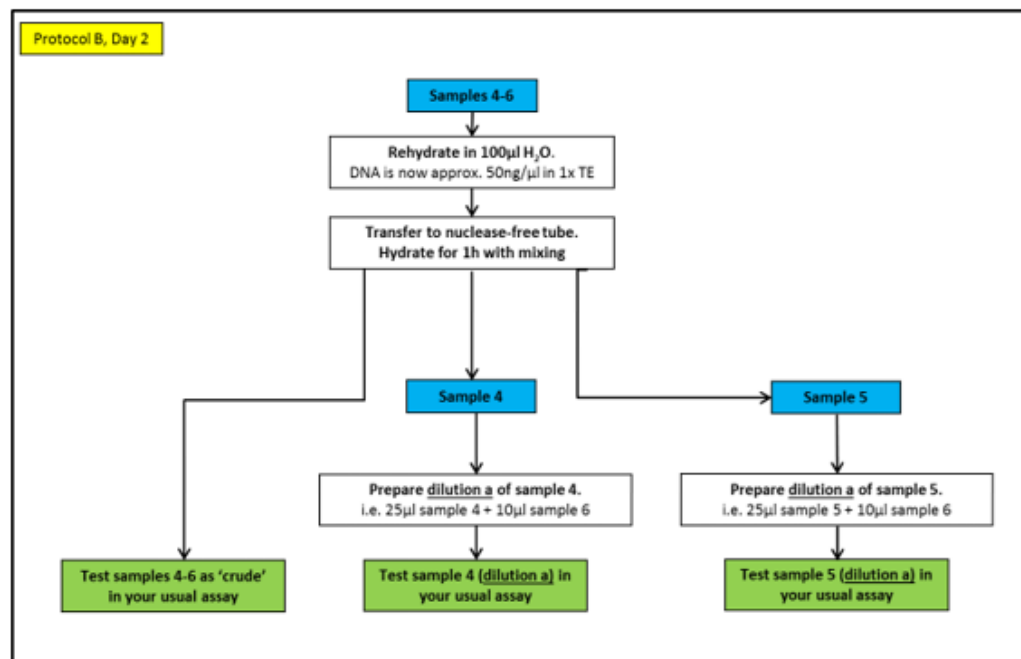 Protocol B, Day 2
Samples 4-6
Rehydrate in 100µl H₂O.
DNA is now approx. 50ng/µl in 1x TE
Transfer to nuclease-free tube.
Hydrate for 1h with mixing
Sample 4
Sample 5
Prepare dilution a of sample 4.
i.e. 25µl sample 4 + 10µl sample 6
Prepare dilution a of sample 5.
i.e. 25µl sample 5 + 10µl sample 6
Test samples 4-6 as ‘crude’
in your usual assay
Test sample 4 (dilution a) in
your usual assay
Test sample 5 (dilution a) in
your usual assay